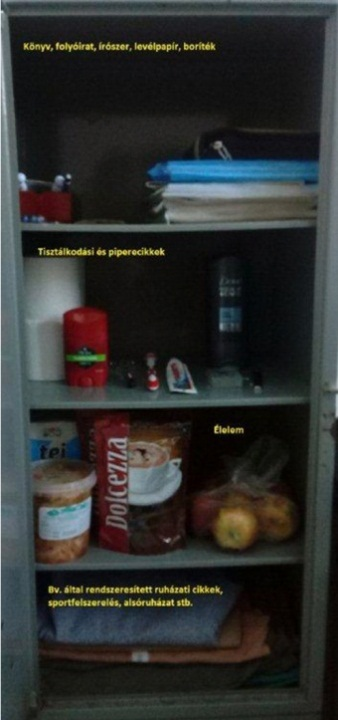 Könyv, folyóirat, írószer, levélpapír, boríték
Tisztálkodási és piperecikkek
Élelem
tej
Dolcezza
Bv. által rendszeresített ruházati cikkek,
sportfelszerelés, alsóruházat stb.